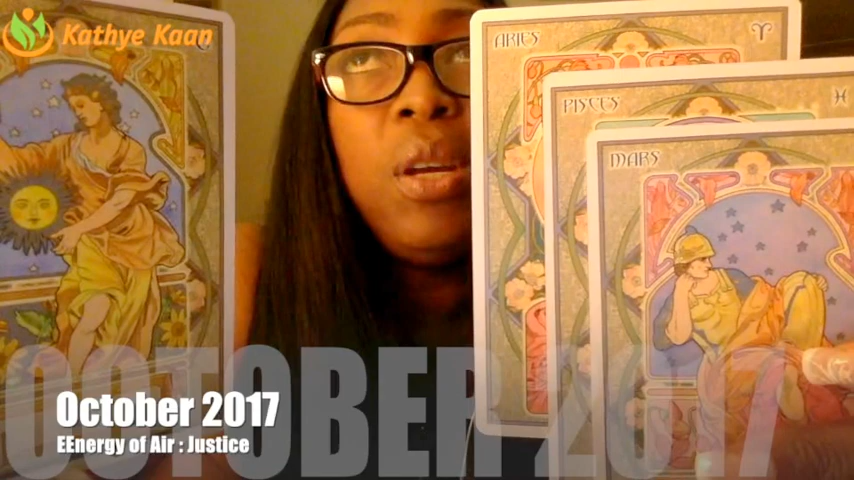 Kathye Kaan
ARIES
PISCES
MARS
OCTOBER 2017
October 2017
EEnergy of Air : Justice